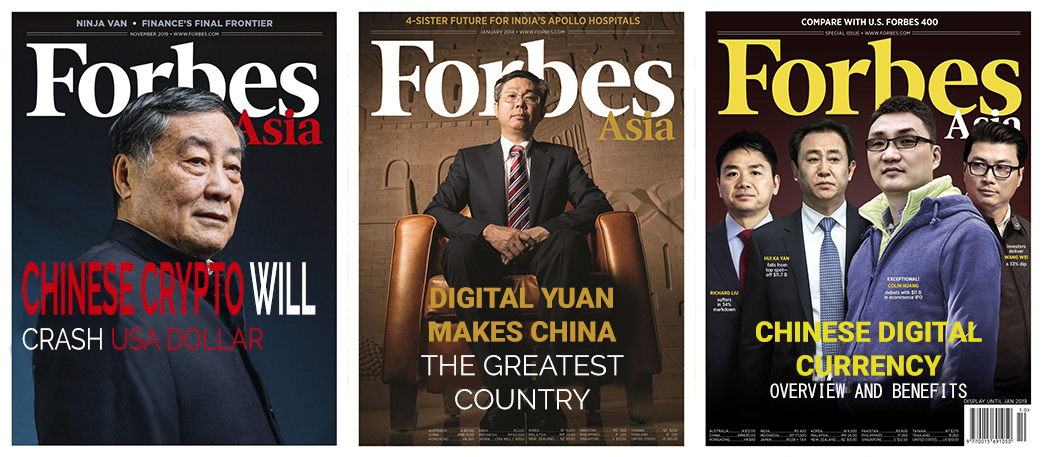 NINJA VAN • FINANCE'S FINAL FRONTIER
NOVEMBER 2019 • WWW.FORBES.COM
Forbes
Asia
CHINESE CRYPTO WILL
CRASH USA DOLLAR
4-SISTER FUTURE FOR INDIA'S APOLLO HOSPITALS
JANUARY 2014 • WWW.FORBES.COM
Forbes
Asia
DIGITAL YUAN
MAKES CHINA
THE GREATEST
COUNTRY
COMPARE WITH U.S. FORBES 400
SPECIAL ISSUE • WWW.FORBES.COM
Forbes
Asia
HUI KA YAN
falls from
top spot—
off $11.7 B
Investors
deliver
WANG WEI
a 33% dip
RICHARD LIU
suffers
in 34%
markdown
EXCEPTIONAL!
COLIN HUANG
debuts with $11 B
in ecommerce IPO
CHINESE DIGITAL
CURRENCY
OVERVIEW AND BENEFITS
DISPLAY UNTIL JAN 2019